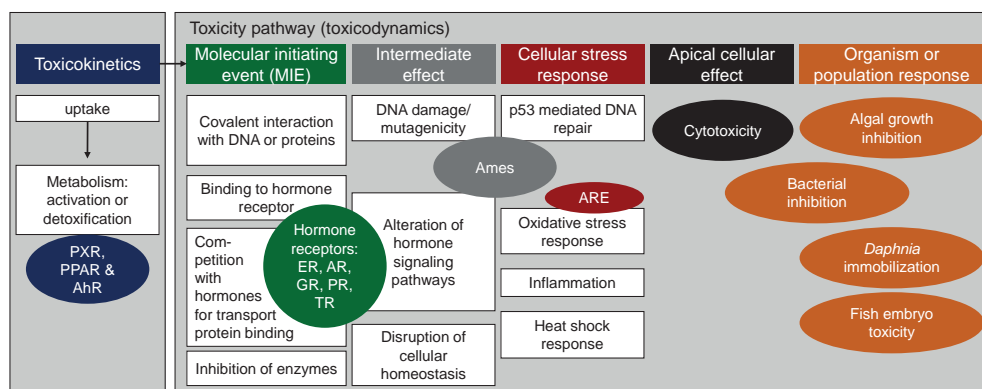 Toxicity pathway (toxicodynamics)
Toxicokinetics
uptake
Metabolism:
activation or
detoxification
PXR,
PPAR &
AhR
Molecular initiating
event (MIE)
Covalent interaction
with DNA or proteins
Binding to hormone
receptor
Com-
petition
with
hormones
for transport
protein binding
Hormone
receptors:
ER, AR,
GR, PR,
TR
Inhibition of enzymes
Intermediate
effect
DNA damage/
mutagenicity
Ames
Alteration of
hormone
signaling
pathways
Disruption of
cellular
homeostasis
Cellular stress
response
p53 mediated DNA
repair
ARE
Oxidative stress
response
Inflammation
Heat shock
response
Apical cellular
effect
Cytotoxicity
Organism or
population response
Algal growth
inhibition
Bacterial
inhibition
Daphnia
immobilization
Fish embryo
toxicity